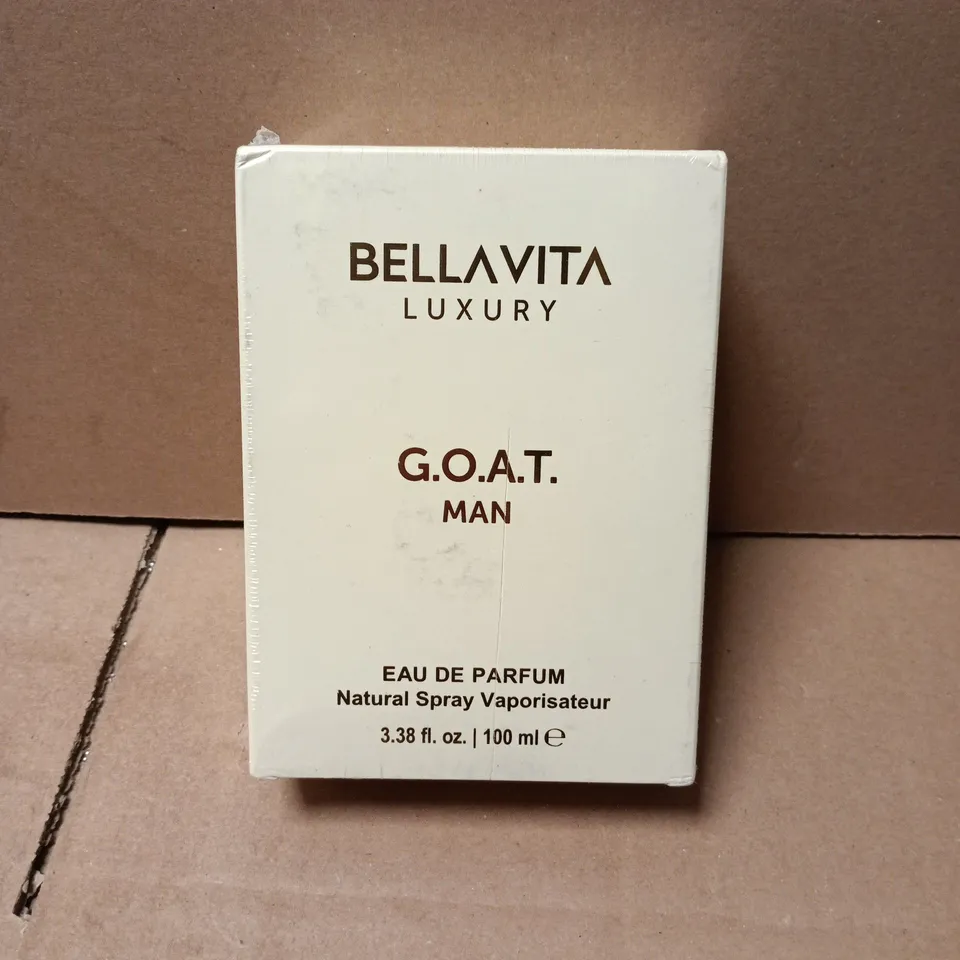 BELLAVITA
LUXURY
G.O.A.T.
MAN
EAU DE PARFUM
Natural Spray Vaporisateur
3.38 fl. oz. | 100 ml ℮